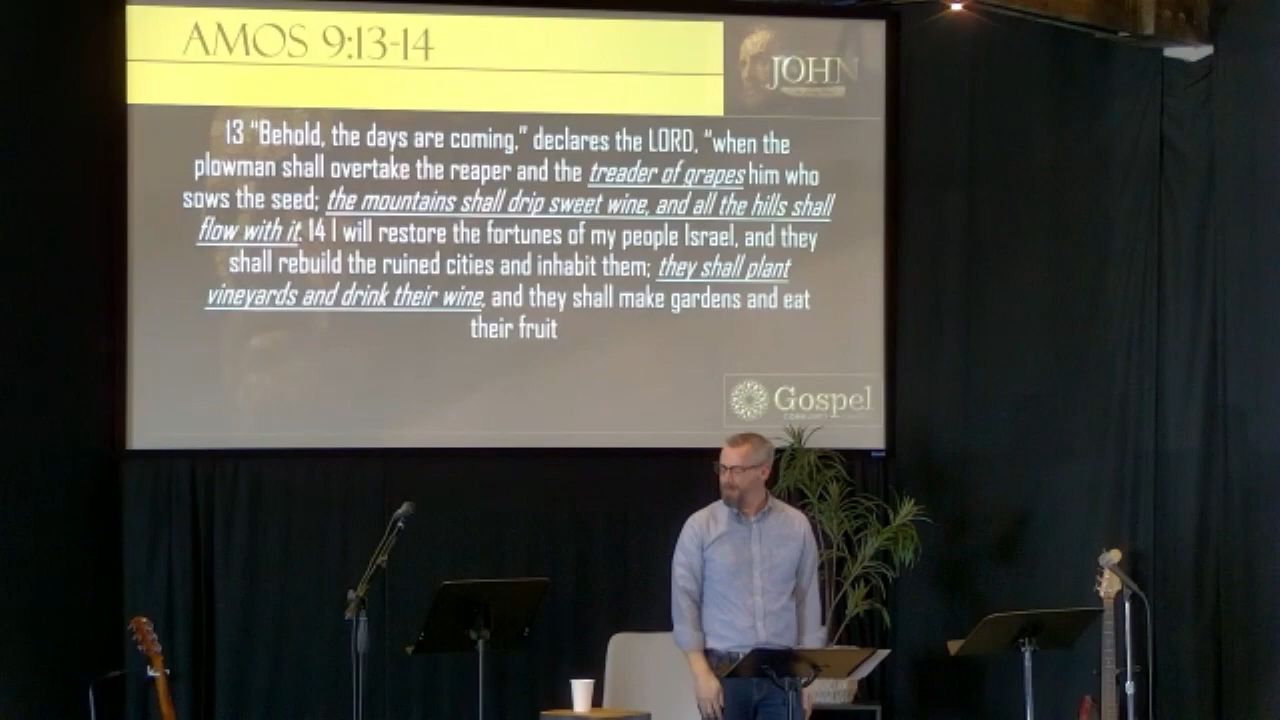 AMOS 9:13-14
JOHN
13 “Behold, the days are coming,” declares the LORD, “when the
plowman shall overtake the reaper and the treader of grapes him who
sows the seed; the mountains shall drip sweet wine, and all the hills shall
flow with it. 14 I will restore the fortunes of my people Israel, and they
shall rebuild the ruined cities and inhabit them; they shall plant
vineyards and drink their wine, and they shall make gardens and eat
their fruit
Gospel
COMMUNITY